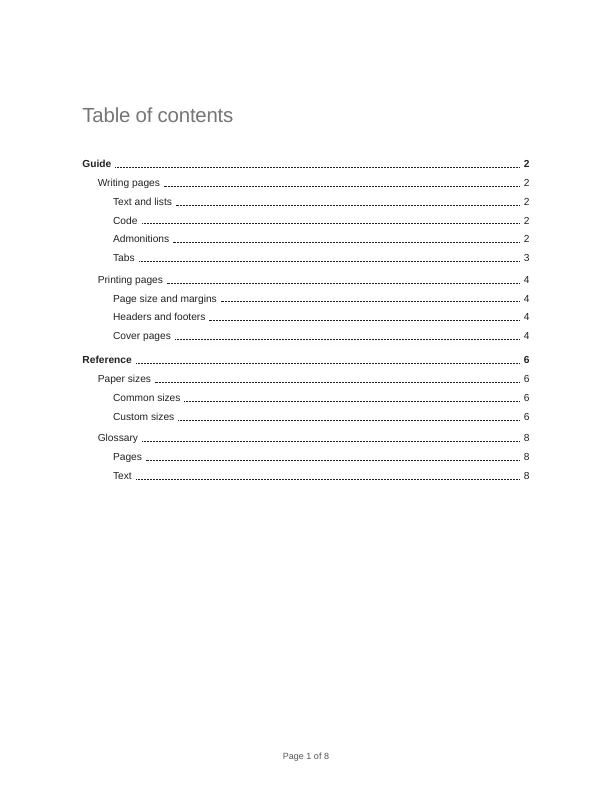 Table of contents
Guide 2
Writing pages 2
Text and lists 2
Code 2
Admonitions 2
Tabs 3
Printing pages 4
Page size and margins 4
Headers and footers 4
Cover pages 4
Reference 6
Paper sizes 6
Common sizes 6
Custom sizes 6
Glossary 8
Pages 8
Text 8
Page 1 of 8